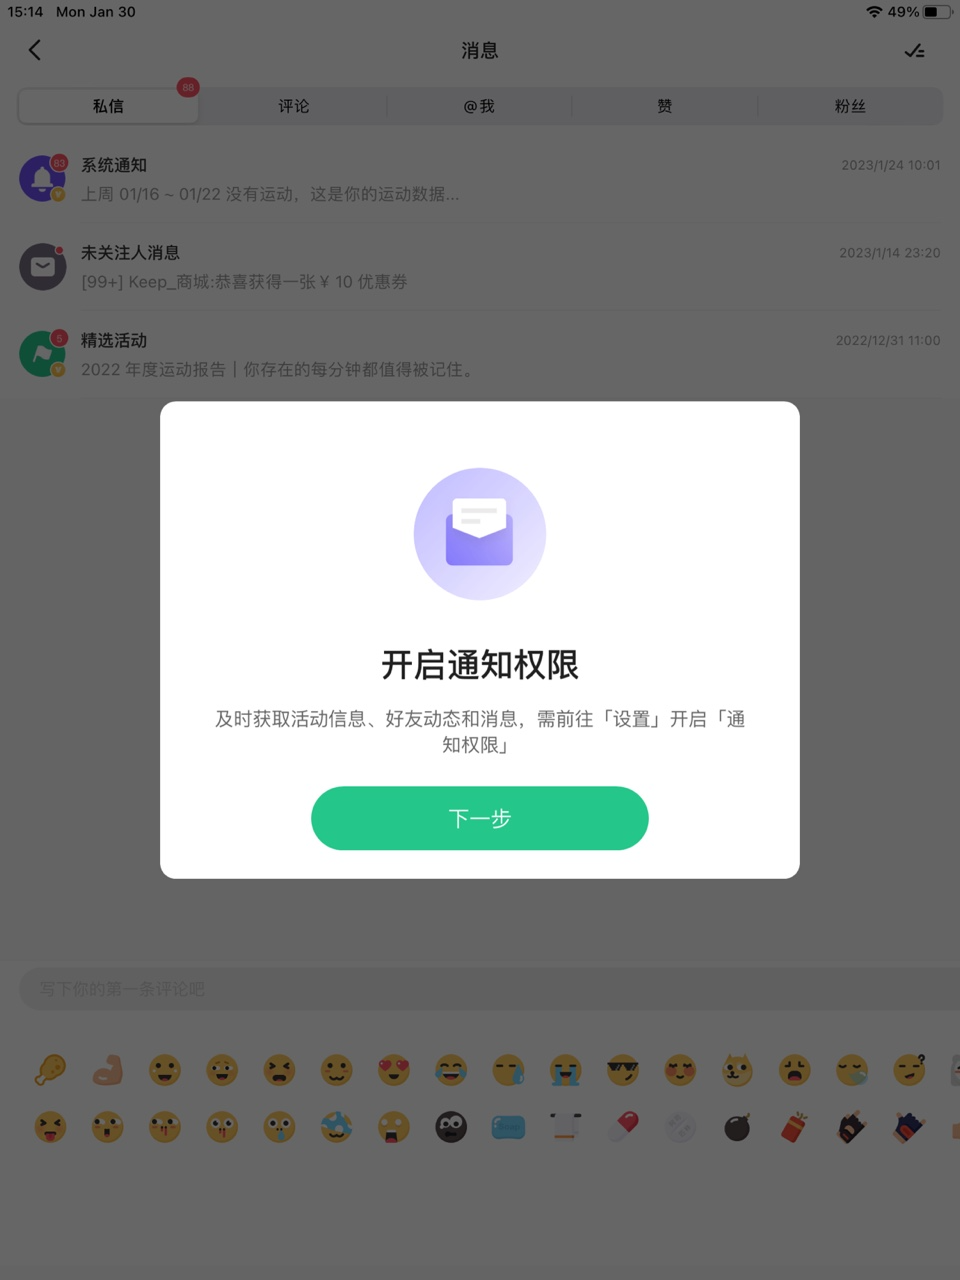 15:14 Mon Jan 30 49%
消息
私信 88 评论 @我 赞 粉丝
83 系统通知 2023/1/24 10:01
上周 01/16 ~ 01/22 没有运动，这是你的运动数据...
未关注人消息 2023/1/14 23:20
[99+] Keep_商城:恭喜获得一张 ¥ 10 优惠券
5 精选活动 2022/12/31 11:00
2022 年度运动报告｜你存在的每分钟都值得被记住。
开启通知权限
及时获取活动信息、好友动态和消息，需前往「设置」开启「通
知权限」
下一步
写下你的第一条评论吧